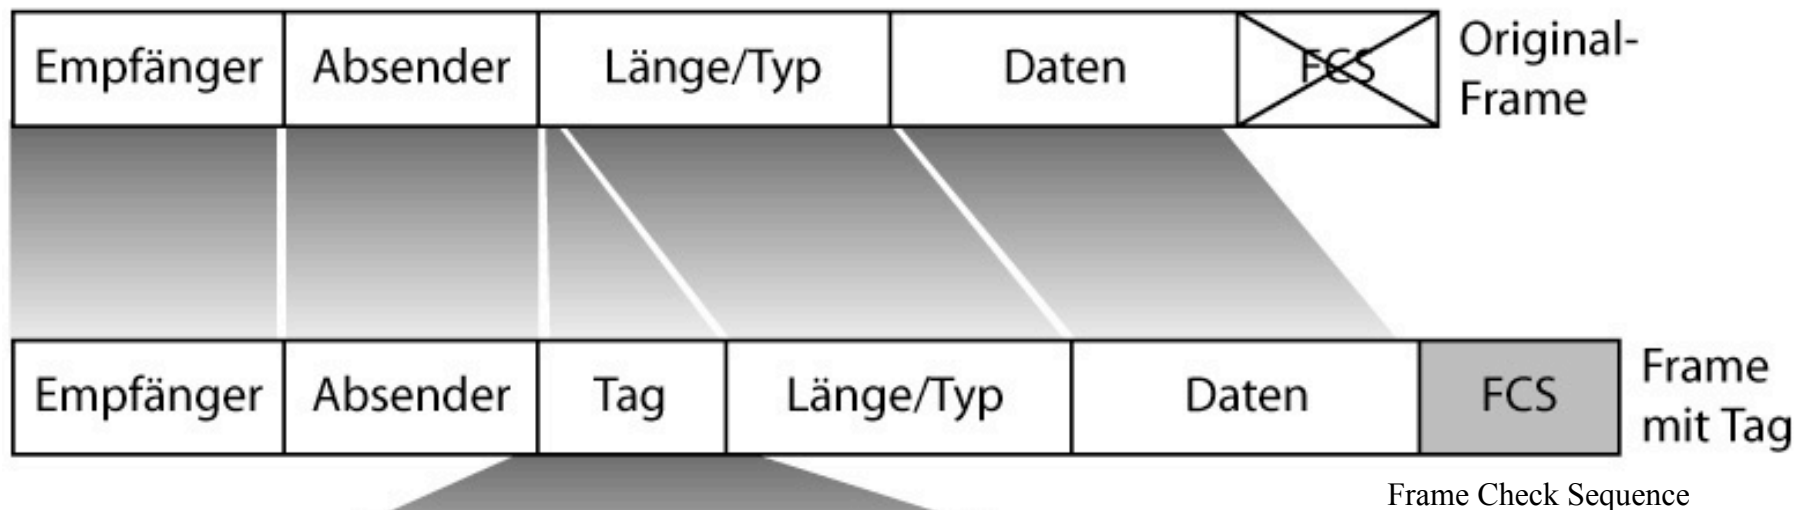 Empfänger Absender Länge/Typ Daten FCS Original-
Frame
Empfänger Absender Tag Länge/Typ Daten FCS Frame
mit Tag
Frame Check Sequence